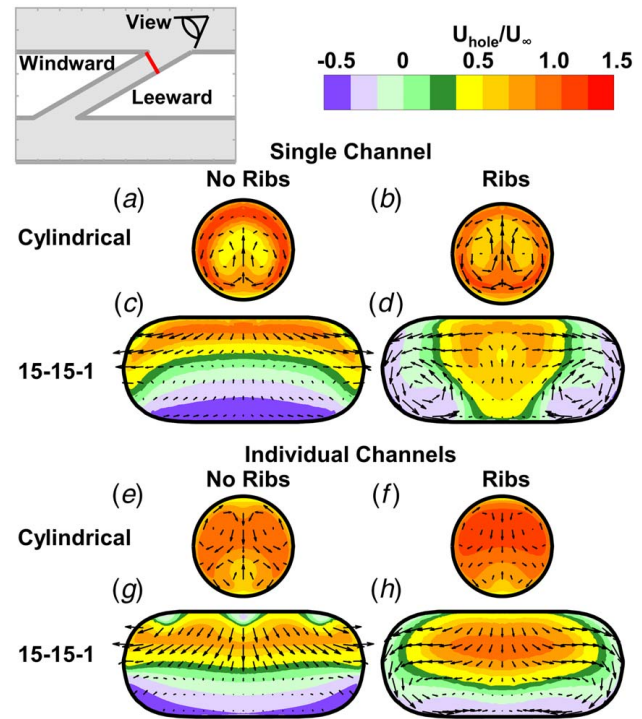 View
Windward
Leeward
U_hole/U_∞
-0.5 0 0.5 1.0 1.5
Single Channel
No Ribs Ribs
(a) (b)
Cylindrical
(c) (d)
15-15-1
Individual Channels
No Ribs Ribs
(e) (f)
Cylindrical
(g) (h)
15-15-1